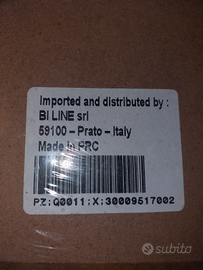 Imported and distributed by :
BI LINE srl
59100 – Prato – Italy
Made in PRC
PZ:Q0011:X:30009517002
subito